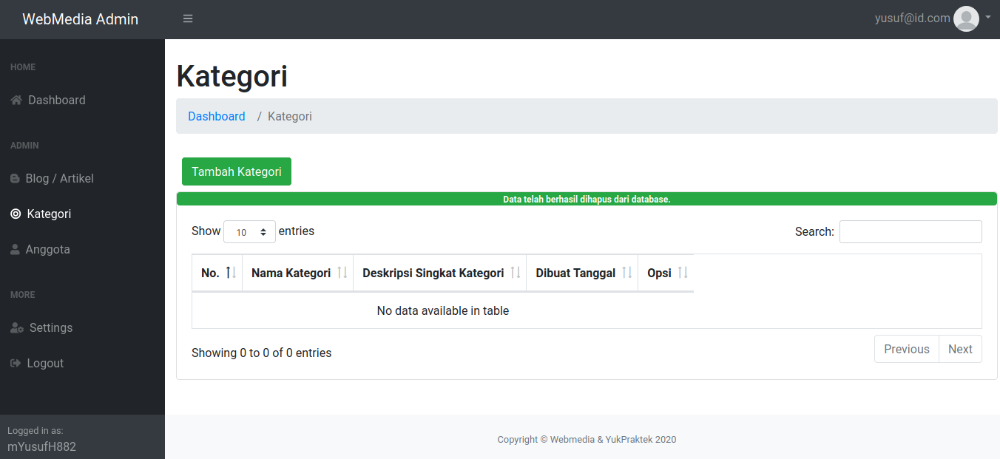 WebMedia Admin
yusuf@id.com
HOME
Dashboard
ADMIN
Blog / Artikel
Kategori
Anggota
MORE
Settings
Logout
Logged in as:
mYusufH882
Kategori
Dashboard / Kategori
Tambah Kategori
Data telah berhasil dihapus dari database.
Show 10 entries
Search:
No. Nama Kategori Deskripsi Singkat Kategori Dibuat Tanggal Opsi
No data available in table
Showing 0 to 0 of 0 entries
Previous Next
Copyright © Webmedia & YukPraktek 2020